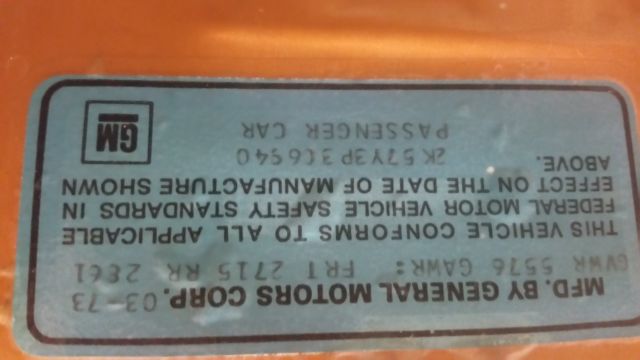 MFD. BY GENERAL MOTORS CORP. 03-73
GVWR 5576 GAWR: FRT 2715 RR 2861
THIS VEHICLE CONFORMS TO ALL APPLICABLE
FEDERAL MOTOR VEHICLE SAFETY STANDARDS IN
EFFECT ON THE DATE OF MANUFACTURE SHOWN
ABOVE.
PASSENGER CAR
GM